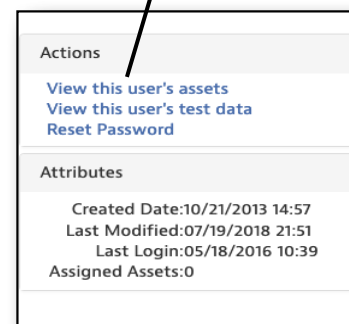 Actions
View this user's assets
View this user's test data
Reset Password
Attributes
Created Date:10/21/2013 14:57
Last Modified:07/19/2018 21:51
Last Login:05/18/2016 10:39
Assigned Assets:0